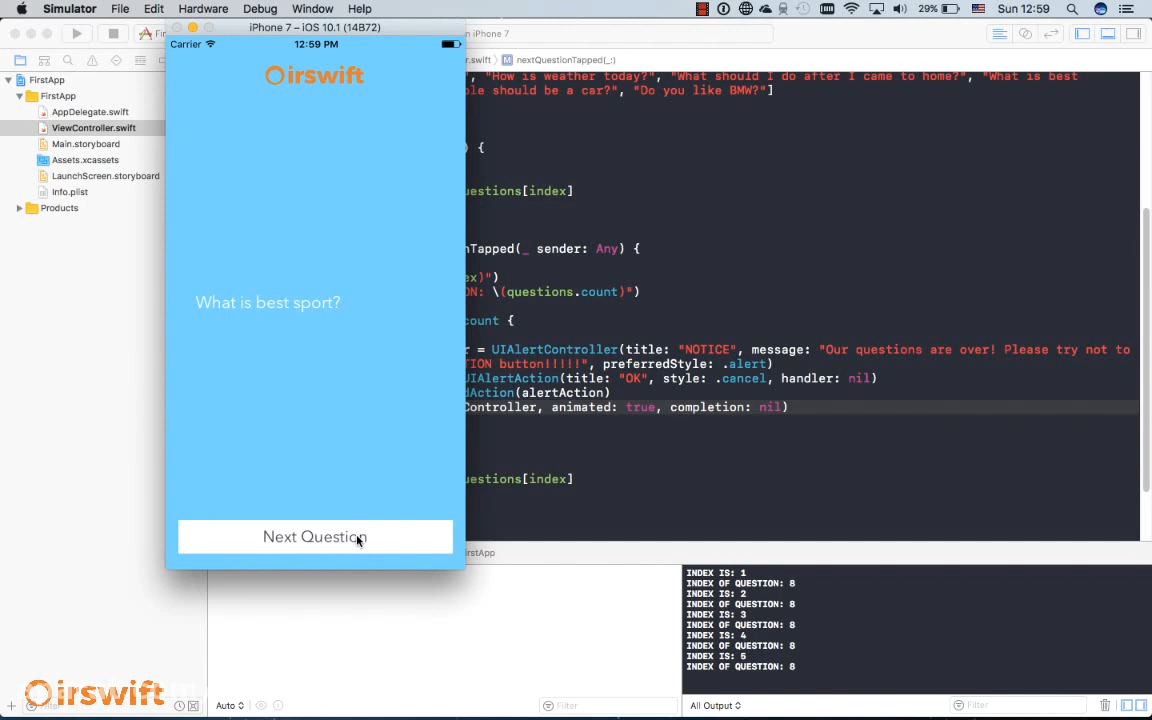 Simulator File Edit Hardware Debug Window Help 29% Sun 12:59
iPhone 7 – iOS 10.1 (14B72)
n iPhone 7
Carrier 12:59 PM
irswift
What is best sport?
Next Question
FirstApp
FirstApp
AppDelegate.swift
ViewController.swift
Main.storyboard
Assets.xcassets
LaunchScreen.storyboard
Info.plist
Products
.swift nextQuestionTapped(_:)
, "How is weather today?", "What should I do after I came to home?", "What is best
le should be a car?", "Do you like BMW?"]
) {
uestions[index]
nTapped(_ sender: Any) {
ex)")
ON: \(questions.count)")
count {
r = UIAlertController(title: "NOTICE", message: "Our questions are over! Please try not to
TION button!!!!!", preferredStyle: .alert)
UIAlertAction(title: "OK", style: .cancel, handler: nil)
dAction(alertAction)
Controller, animated: true, completion: nil)
uestions[index]
irstApp
INDEX IS: 1
INDEX OF QUESTION: 8
INDEX IS: 2
INDEX OF QUESTION: 8
INDEX IS: 3
INDEX OF QUESTION: 8
INDEX IS: 4
INDEX OF QUESTION: 8
INDEX IS: 5
INDEX OF QUESTION: 8
irswift
Auto Filter All Output Filter